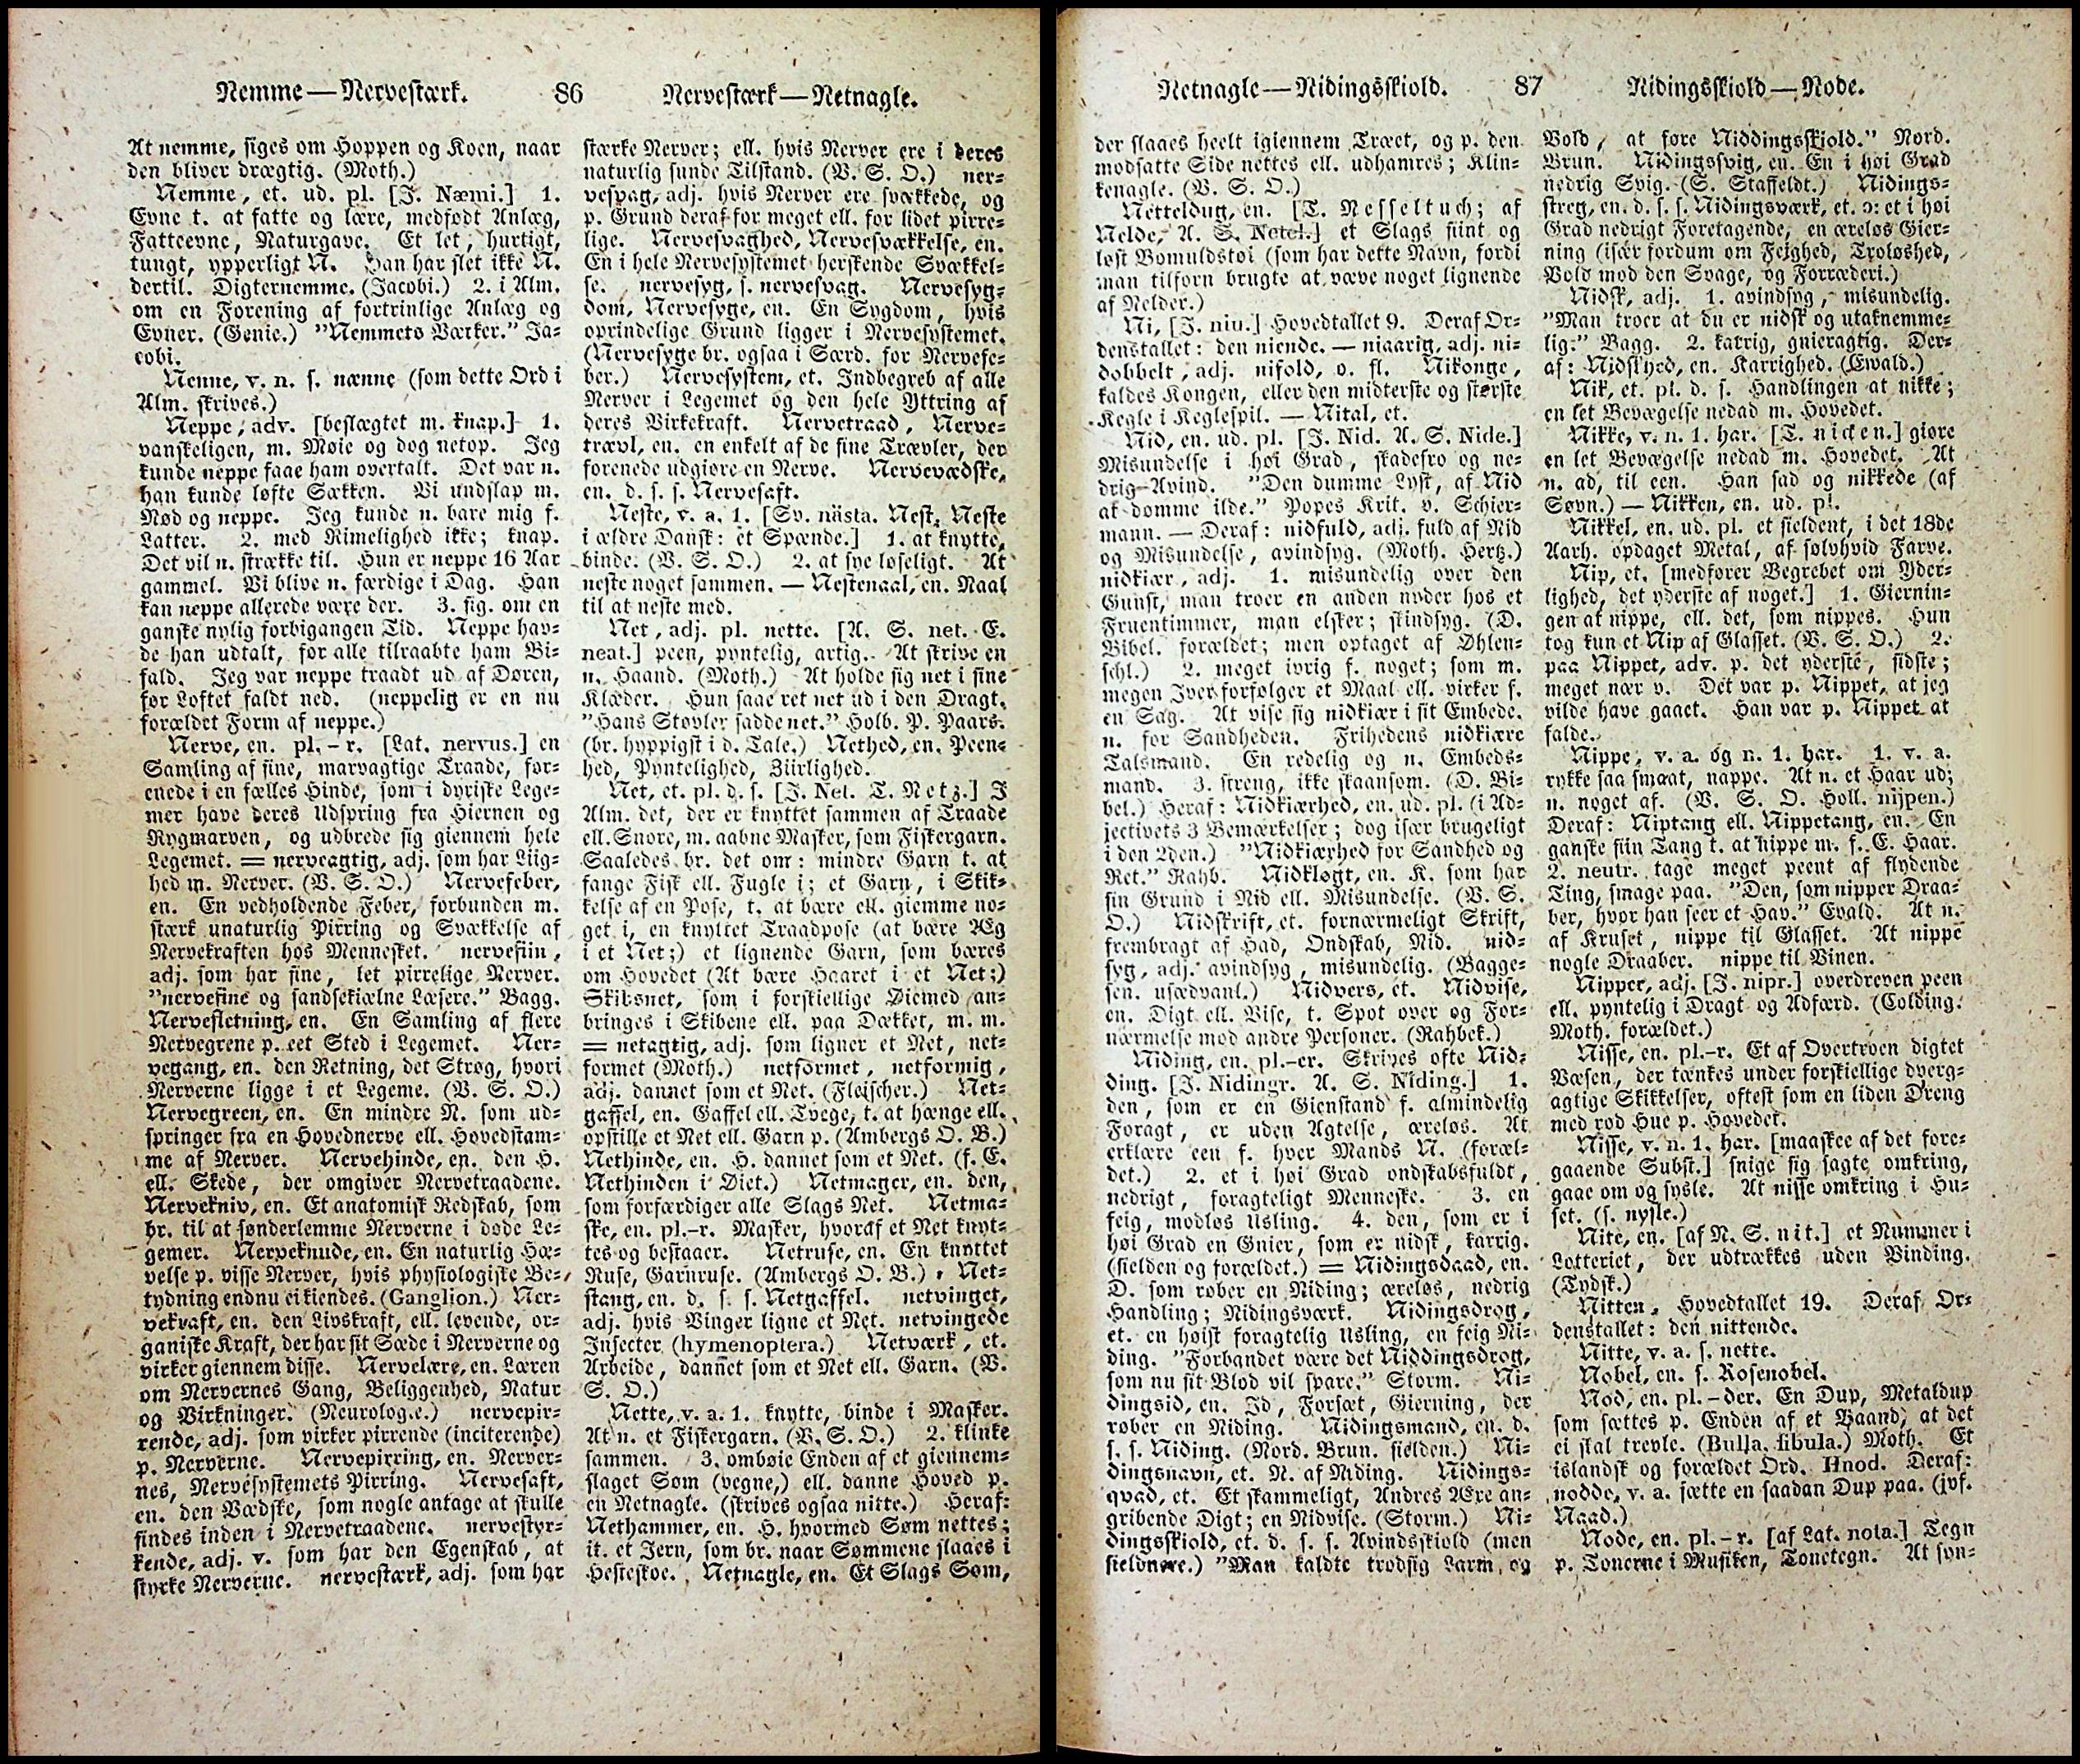 Nemme — Nervestærk. 86 Nervestærk — Netnagle.
At nemme, siges om Hoppen og Koen, naar
den bliver drægtig. (Moth.)
Nemme, et. ud. pl. [J. Næmi.] 1.
Evne t. at fatte og lære, medfødt Anlæg,
Fatteevne, Naturgave. Et let, hurtigt,
tungt, ypperligt N. Han har slet ikke N.
dertil. Digternemme. (Jacobi.) 2. i Alm.
om en Forening af fortrinlige Anlæg og
Evner. (Genie.) "Nemmets Værker." Ja-
cobi.
Nenne, v. n. s. nænne (som dette Ord i
Alm. skrives.)
Neppe, adv. [beslægtet m. knap.] 1.
vanskeligen, m. Møie og dog netop. Jeg
kunde neppe faae ham overtalt. Det var n.
han kunde løfte Sækken. Vi undslap m.
Nød og neppe. Jeg kunde n. bare mig f.
Latter. 2. med Rimelighed ikke; knap.
Det vil n. strække til. Hun er neppe 16 Aar
gammel. Vi blive n. færdige i Dag. Han
kan neppe allerede være der. 3. fig. om en
ganske nylig forbigangen Tid. Neppe hav-
de han udtalt, før alle tilraabte ham Bi-
fald. Jeg var neppe traadt ud af Døren,
før Loftet faldt ned. (neppelig er en nu
forældet Form af neppe.)
Nerve, en. pl. -r. [Lat. nervus.] en
Samling af fine, marvagtige Traade, for-
enede i en fælles Hinde, som i dyriske Lege-
mer have deres Udspring fra Hiernen og
Rygmarven, og udbrede sig giennem hele
Legemet. = nerveagtig, adj. som har Liig-
hed m. Nerver. (V. S. O.) Nervefeber,
en. En vedholdende Feber, forbunden m.
stærk unaturlig Pirring og Svækkelse af
Nervekraften hos Mennesket. nervefiin,
adj. som har fine, let pirrelige Nerver.
"nervefine og sandsekiælne Læsere." Bagg.
Nervefletning, en. En Samling af flere
Nervegrene p. eet Sted i Legemet. Ner-
vegang, en. den Retning, det Strøg, hvori
Nerverne ligge i et Legeme. (V. S. O.)
Nervegreen, en. En mindre N. som ud-
springer fra en Hovednerve ell. Hovedstam-
me af Nerver. Nervehinde, en. den H.
ell. Skede, der omgiver Nervetraadene.
Nervekniv, en. Et anatomisk Redskab, som
br. til at sønderlemme Nerverne i døde Le-
gemer. Nerveknude, en. En naturlig Hæ-
velse p. visse Nerver, hvis physiologiske Be-
tydning endnu ei kiendes. (Ganglion.) Ner-
vekraft, en. den Livskraft, ell. levende, or-
ganiske Kraft, der har sit Sæde i Nerverne og
virker giennem disse. Nervelære, en. Læren
om Nervernes Gang, Beliggenhed, Natur
og Virkninger. (Neurologie.) nervepir-
rende, adj. som virker pirrende (inciterende)
p. Nerverne. Nervepirring, en. Nerver-
nes, Nervesystemets Pirring. Nervesaft,
en. den Vædske, som nogle antage at skulle
findes inden i Nervetraadene. nervestyr-
kende, adj. v. som har den Egenskab, at
styrke Nerverne. nervestærk, adj. som har
stærke Nerver; ell. hvis Nerver ere i deres
naturlig sunde Tilstand. (V. S. O.) ner-
vesvag, adj. hvis Nerver ere svækkede, og
p. Grund deraf for meget ell. for lidet pirre-
lige. Nervesvaghed, Nervesvækkelse, en.
En i hele Nervesystemet herskende Svækkel-
se. nervesyg, s. nervesvag. Nervesyg-
dom, Nervesyge, en. En Sygdom, hvis
oprindelige Grund ligger i Nervesystemet.
(Nervesyge br. ogsaa i Særd. for Nervefe-
ber.) Nervesystem, et. Indbegreb af alle
Nerver i Legemet og den hele Yttring af
deres Virkekraft. Nervetraad, Nerve-
trævl, en. en enkelt af de fine Trævler, der
forenede udgiøre en Nerve. Nervevædske,
en. d. s. s. Nervesaft.
Neste, v. a. 1. [Sv. nästa. Nest, Neste
i ældre Dansk: et Spænde.] 1. at knytte,
binde. (V. S. O.) 2. at sye løseligt. At
neste noget sammen. — Nestenaal, en. Naal
til at neste med.
Net, adj. pl. nette. [A. S. net. E.
neat.] peen, pyntelig, artig. At skrive en
n. Haand. (Moth.) At holde sig net i sine
Klæder. Hun saae ret net ud i den Dragt.
"Hans Støvler sadde net." Holb. P. Paars.
(br. hyppigst i d. Tale.) Nethed, en. Peen-
hed, Pyntelighed, Ziirlighed.
Net, et. pl. d. s. [J. Net. T. Netz.] I
Alm. det, der er knyttet sammen af Traade
ell. Snore, m. aabne Masker, som Fiskergarn.
Saaledes br. det om: mindre Garn t. at
fange Fisk ell. Fugle i; et Garn, i Skik-
kelse af en Pose, t. at bære ell. giemme no-
get i, en knyttet Traadpose (at bære Æg
i et Net;) et lignende Garn, som bæres
om Hovedet (At bære Haaret i et Net;)
Skibsnet, som i forskiellige Øiemed an-
bringes i Skibene ell. paa Dækket, m. m.
= netagtig, adj. som ligner et Net, net-
formet (Moth.) netformet, netformig,
adj. dannet som et Net. (Fleischer.) Net-
gaffel, en. Gaffel ell. Tvege, t. at hænge ell.
opstille et Net ell. Garn p. (Ambergs O. B.)
Nethinde, en. H. dannet som et Net. (f. E.
Nethinden i Øiet.) Netmager, en. den,
som forfærdiger alle Slags Net. Netma-
ske, en. pl.-r. Masker, hvoraf et Net knyt-
tes og bestaaer. Netruse, en. En knyttet
Ruse, Garnruse. (Ambergs O. B.) Net-
stang, en. d. s. s. Netgaffel. netvinget,
adj. hvis Vinger ligne et Net. netvingede
Insecter (hymenoptera.) Netværk, et.
Arbeide, dannet som et Net ell. Garn. (V.
S. O.)
Nette, v. a. 1. knytte, binde i Masker.
At n. et Fiskergarn. (V. S. O.) 2. klinke
sammen. 3. ombøie Enden af et giennem-
slaget Søm (vegne,) ell. danne Hoved p.
en Netnagle. (skrives ogsaa nitte.) Heraf:
Nethammer, en. H. hvormed Søm nettes;
it. et Jern, som br. naar Sømmene slaaes i
Hesteskoe. Netnagle, en. Et Slags Søm,
Netnagle — Nidingsskiold. 87 Nidingsskiold — Node.
der slaaes heelt igiennem Træet, og p. den
modsatte Side nettes ell. udhamres; Klin-
kenagle. (V. S. O.)
Netteldug, en. [T. Nesseltuch; af
Nelde, A. S. Netel.] et Slags fiint og
løst Bomuldstøi (som har dette Navn, fordi
man tilforn brugte at væve noget lignende
af Nelder.)
Ni, [J. niu.] Hovedtallet 9. Deraf Or-
denstallet: den niende. — niaarig, adj. ni-
dobbelt, adj. nifold, o. fl. Nikonge,
kaldes Kongen, eller den midterste og største
Kegle i Keglespil. — Nital, et.
Nid, en. ud. pl. [J. Nid. A. S. Nide.]
Misundelse i høi Grad, skadefro og ne-
drig Avind. "Den dumme Lyst, af Nid
at dømme ilde." Popes Krit. v. Schier-
mann. — Deraf: nidfuld, adj. fuld af Nid
og Misundelse, avindsyg. (Moth. Hertz.)
nidkiær, adj. 1. misundelig over den
Gunst, man troer en anden nyder hos et
Fruentimmer, man elsker; skindsyg. (D.
Bibel. forældet; men optaget af Øhlen-
schl.) 2. meget ivrig f. noget; som m.
megen Iver forfølger et Maal ell. virker f.
en Sag. At vise sig nidkiær i sit Embede.
n. for Sandheden. Frihedens nidkiære
Talsmand. En redelig og n. Embeds-
mand. 3. streng, ikke skaansom. (D. Bi-
bel.) Heraf: Nidkiærhed, en. ud. pl. (i Ad-
jectivets 3 Bemærkelser; dog især brugeligt
i den 2den.) "Nidkiærhed for Sandhed og
Ret." Rahb. Nidkløgt, en. K. som har
sin Grund i Nid ell. Misundelse. (V. S.
O.) Nidskrift, et. fornærmeligt Skrift,
frembragt af Had, Ondskab, Nid. nid-
syg, adj. avindsyg, misundelig. (Bagge-
sen. usædvanl.) Nidvers, et. Nidvise,
en. Digt ell. Vise, t. Spot over og For-
nærmelse mod andre Personer. (Rahbek.)
Niding, en. pl.-er. Skrives ofte Nid-
ding. [J. Nidingr. A. S. Niding.] 1.
den, som er en Gienstand f. almindelig
Foragt, er uden Agtelse, æreløs. At
erklære een f. hver Mands N. (foræl-
det.) 2. et i høi Grad ondskabsfuldt,
nedrigt, foragteligt Menneske. 3. en
feig, modløs Usling. 4. den, som er i
høi Grad en Gnier, som er nidsk, karrig.
(sielden og forældet.) = Nidingsdaad, en.
D. som røber en Niding; æreløs, nedrig
Handling; Nidingsværk. Nidingsdrog,
et. en høist foragtelig Usling, en feig Ni-
ding. "Forbandet være det Niddingsdrog,
som nu sit Blod vil spare." Storm. Ni-
dingsid, en. Id, Forsæt, Gierning, der
røber en Niding. Nidingsmand, en. d.
s. s. Niding. (Nord. Brun. sielden.) Ni-
dingsnavn, et. N. af Niding. Nidings-
qvad, et. Et skammeligt, Andres Ære an-
gribende Digt; en Nidvise. (Storm.) Ni-
dingsskiold, et. d. s. s. Avindsskiold (men
sieldnere.) "Man kaldte trodsig Larm, og
Vold, at føre Niddingsskiold." Nord.
Brun. Nidingssvig, en. En i høi Grad
nedrig Svig. (S. Staffeldt.) Nidings-
streg, en. d. s. s. Nidingsværk, et. ɔ: et i høi
Grad nedrigt Foretagende, en æreløs Gier-
ning (især fordum om Feighed, Troløshed,
Vold mod den Svage, og Forræderi.)
Nidsk, adj. 1. avindsyg, misundelig.
"Man troer at du er nidsk og utaknemme-
lig." Bagg. 2. karrig, gnieragtig. Der-
af: Nidskhed, en. Karrighed. (Ewald.)
Nik, et. pl. d. s. Handlingen at nikke;
en let Bevægelse nedad m. Hovedet.
Nikke, v. n. 1. har. [T. nicken.] giøre
en let Bevægelse nedad m. Hovedet. At
n. ad, til een. Han sad og nikkede (af
Søvn.) — Nikken, en. ud. pl.
Nikkel, en. ud. pl. et sieldent, i det 18de
Aarh. opdaget Metal, af sølvhvid Farve.
Nip, et. [medfører Begrebet om Yder-
lighed, det yderste af noget.] 1. Giernin-
gen at nippe, ell. det, som nippes. Hun
tog kun et Nip af Glasset. (V. S. O.) 2.
paa Nippet, adv. p. det yderste, sidste;
meget nær v. Det var p. Nippet, at jeg
vilde have gaaet. Han var p. Nippet at
falde.
Nippe, v. a. og n. 1. har. 1. v. a.
rykke saa smaat, nappe. At n. et Haar ud;
n. noget af. (V. S. O. Holl. nijpen.)
Deraf: Niptang ell. Nippetang, en. En
ganske fiin Tang t. at nippe m. f. E. Haar.
2. neutr. tage meget peent af flydende
Ting, smage paa. "Den, som nipper Draa-
ber, hvor han seer et Hav." Evald. At n.
af Kruset, nippe til Glasset. At nippe
nogle Draaber. nippe til Vinen.
Nipper, adj. [J. nipr.] overdreven peen
ell. pyntelig i Dragt og Adfærd. (Colding.
Moth. forældet.)
Nisse, en. pl.-r. Et af Overtroen digtet
Væsen, der tænkes under forskiellige dverg-
agtige Skikkelser, oftest som en liden Dreng
med rød Hue p. Hovedet.
Nisse, v. n. 1. har. [maaskee af det fore-
gaaende Subst.] snige sig sagte omkring,
gaae om og sysle. At nisse omkring i Hu-
set. (s. nysle.)
Nite, en. [af N. S. nit.] et Nummer i
Lotteriet, der udtrækkes uden Vinding.
(Tydsk.)
Nitten, Hovedtallet 19. Deraf Or-
denstallet: den nittende.
Nitte, v. a. s. nette.
Nobel, en. s. Rosenobel.
Nod, en. pl. -der. En Dup, Metaldup
som sættes p. Enden af et Baand, at det
ei skal trevle. (Bulla. fibula.) Moth. Et
islandsk og forældet Ord. Hnod. Deraf:
nodde, v. a. sætte en saadan Dup paa. (jvf.
Naad.)
Node, en. pl. -r. [af Lat. nota.] Tegn
p. Tonerne i Musiken, Tonetegn. At syn-